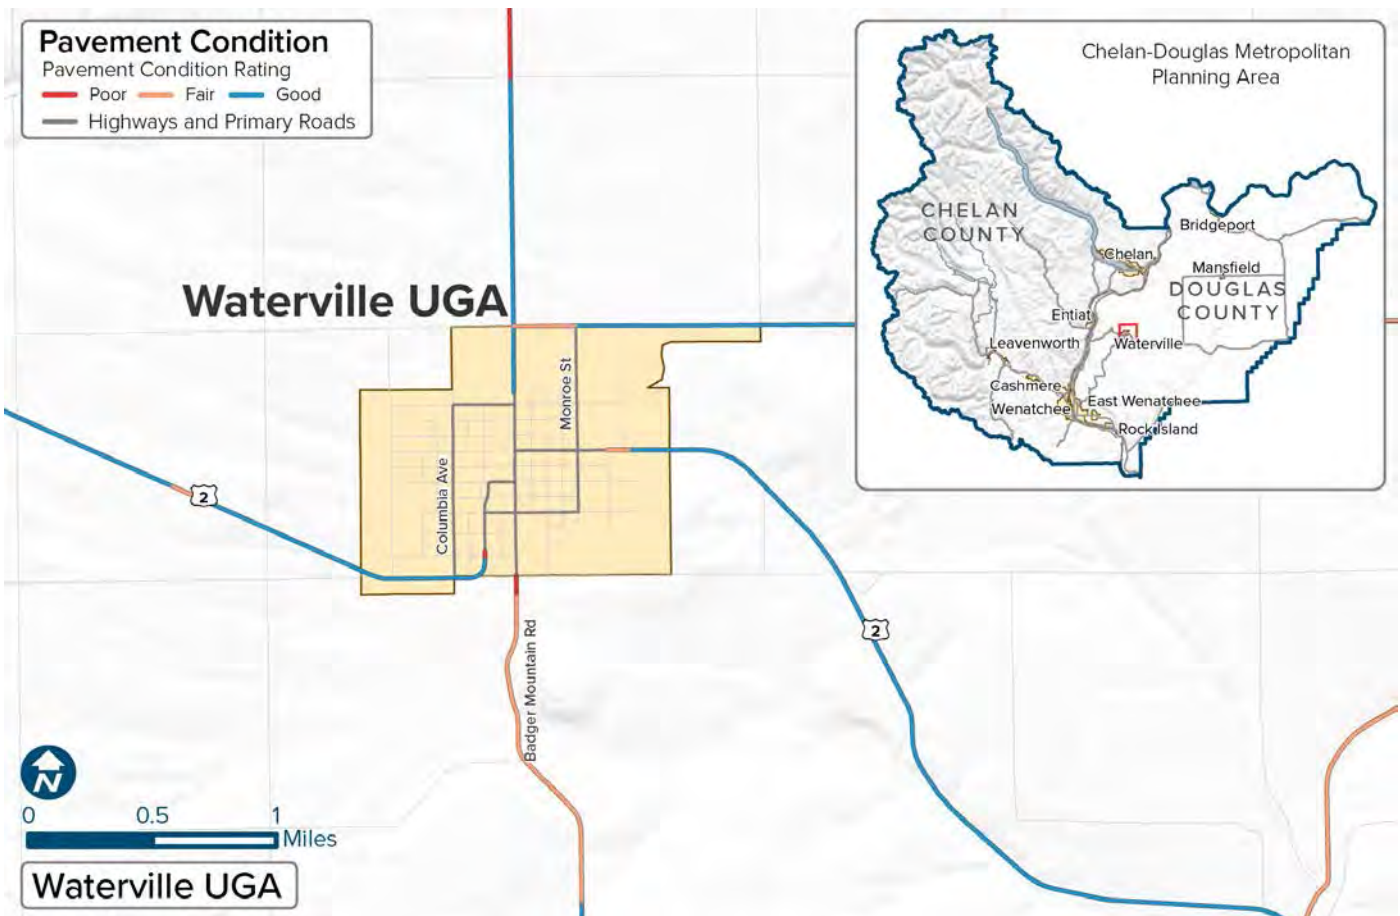 Pavement Condition
Pavement Condition Rating
Poor Fair Good
Highways and Primary Roads
Chelan-Douglas Metropolitan
Planning Area
CHELAN
COUNTY
Bridgeport
Chelan
Mansfield
DOUGLAS
COUNTY
Entiat
Leavenworth
Waterville
Cashmere
East Wenatchee
Wenatchee
Rock Island
Waterville UGA
Monroe St
Columbia Ave
2
2
Badger Mountain Rd
N
0 0.5 1
Miles
Waterville UGA